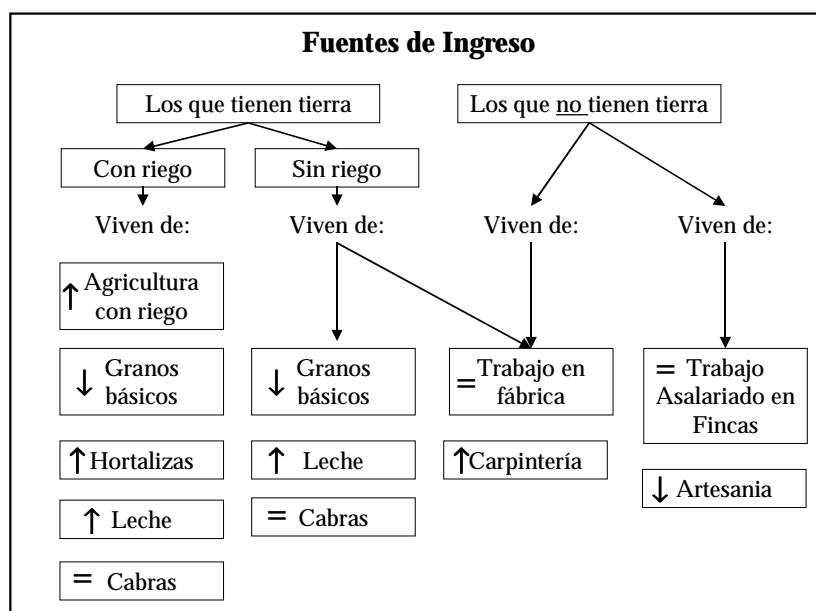 Fuentes de Ingreso
Los que tienen tierra
Los que no tienen tierra
Con riego
Sin riego
Viven de:
Viven de:
Viven de:
Viven de:
↑ Agricultura
con riego
↓ Granos
básicos
↓ Granos
básicos
= Trabajo en
fábrica
= Trabajo
Asalariado en
Fincas
↑ Hortalizas
↑ Leche
↑ Carpintería
↓ Artesania
↑ Leche
= Cabras
= Cabras